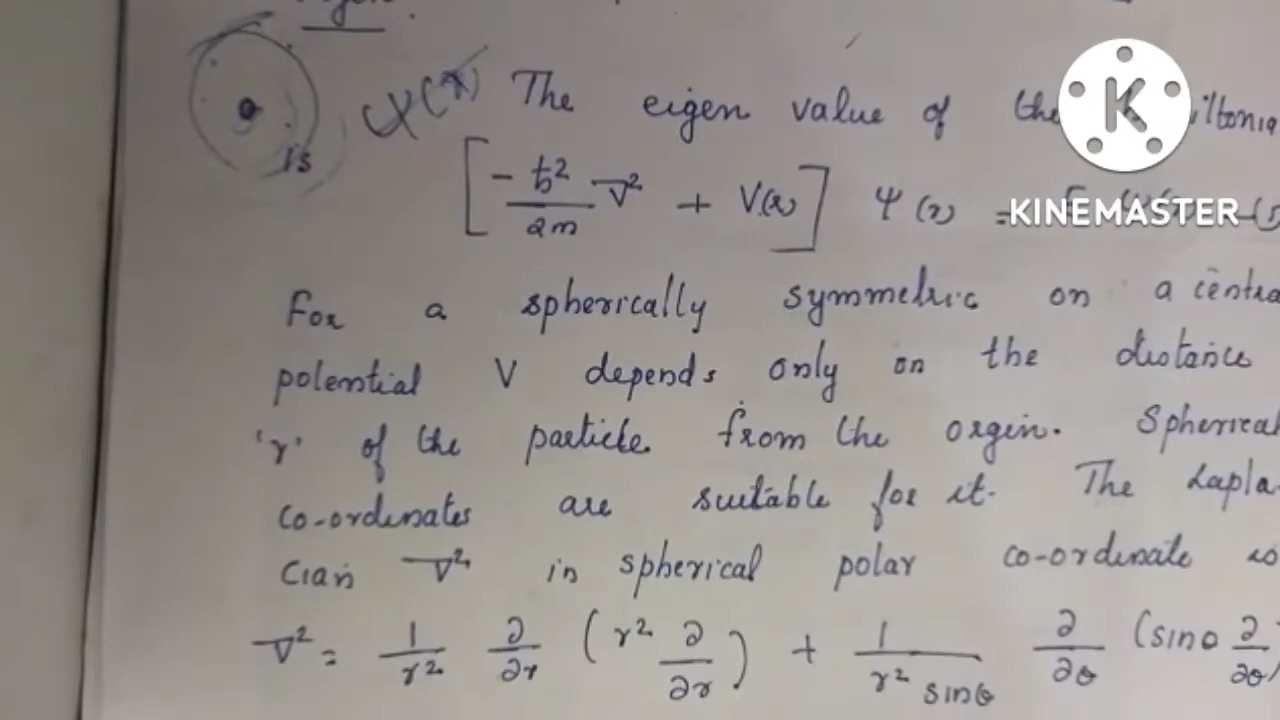 ψ(r) The eigen value of the
is
[-ħ²/2m ∇² + V(r)] ψ(r) =
KINEMASTER
For a spherically symmetric on a centra
potential V depends only on the distance
'r' of the particle from the orgin. Spherical
co-ordinates are suitable for it. The Lapla-
cian ∇² in spherical polar co-ordinate is
∇² = 1/r² ∂/∂r (r² ∂/∂r) + 1/r² sinθ ∂/∂θ (sinθ ∂/∂θ)